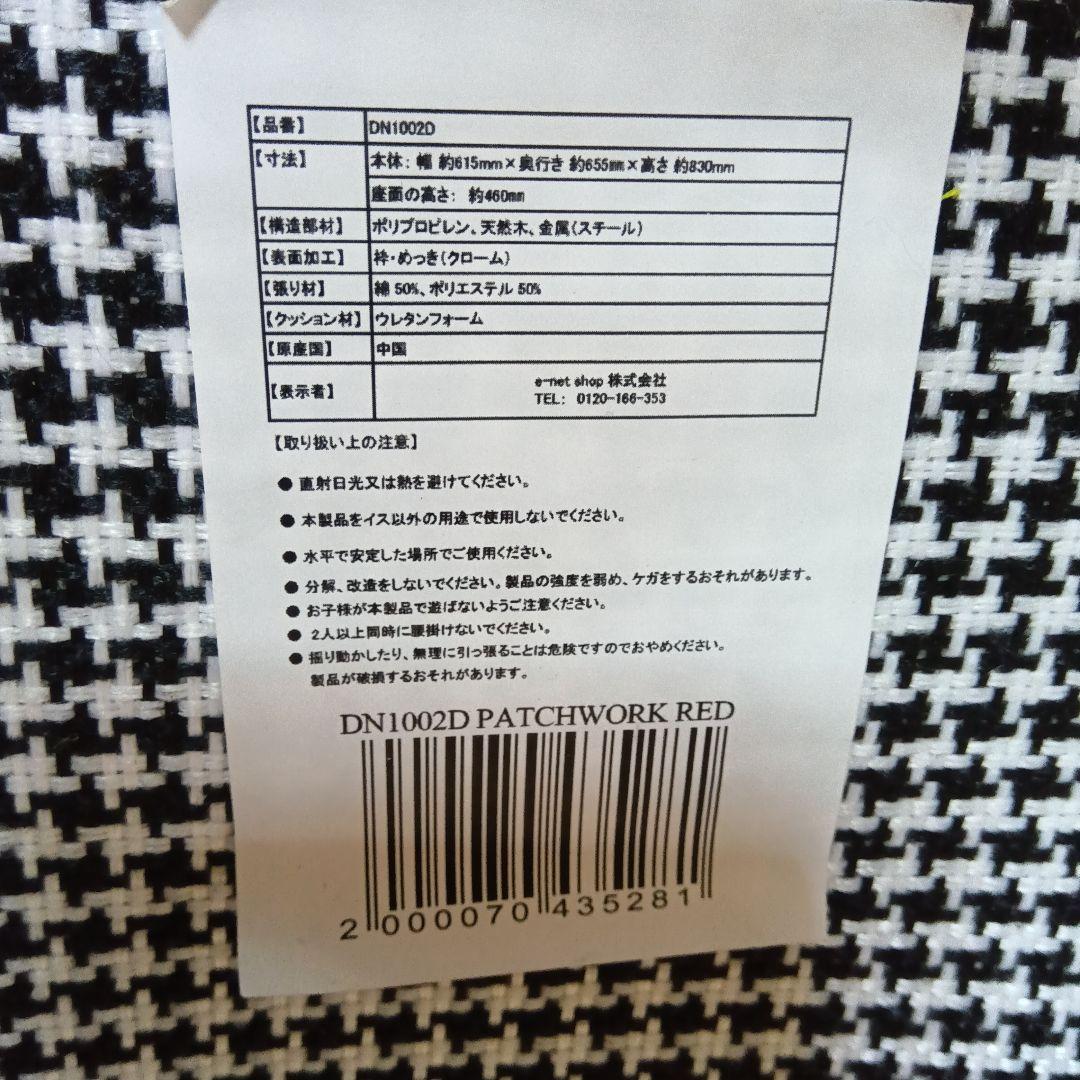 【品番】 DN1002D
【寸法】 本体: 幅 約615mm×奥行き 約655㎜×高さ 約830mm
座面の高さ: 約460㎜
【構造部材】 ポリプロピレン、天然木、金属(スチール)
【表面加工】 枠・めっき(クローム)
【張り材】 綿 50%、ポリエステル 50%
【クッション材】 ウレタンフォーム
【原産国】 中国
【表示者】 e-net shop 株式会社
TEL: 0120-166-353
【取り扱い上の注意】
● 直射日光又は熱を避けてください。
● 本製品をイス以外の用途で使用しないでください。
● 水平で安定した場所でご使用ください。
● 分解、改造をしないでください。製品の強度を弱め、ケガをするおそれがあります。
● お子様が本製品で遊ばないようご注意ください。
● 2人以上同時に腰掛けないでください。
● 揺り動かしたり、無理に引っ張ることは危険ですのでおやめください。
製品が破損するおそれがあります。
DN1002D PATCHWORK RED
2 000070 435281